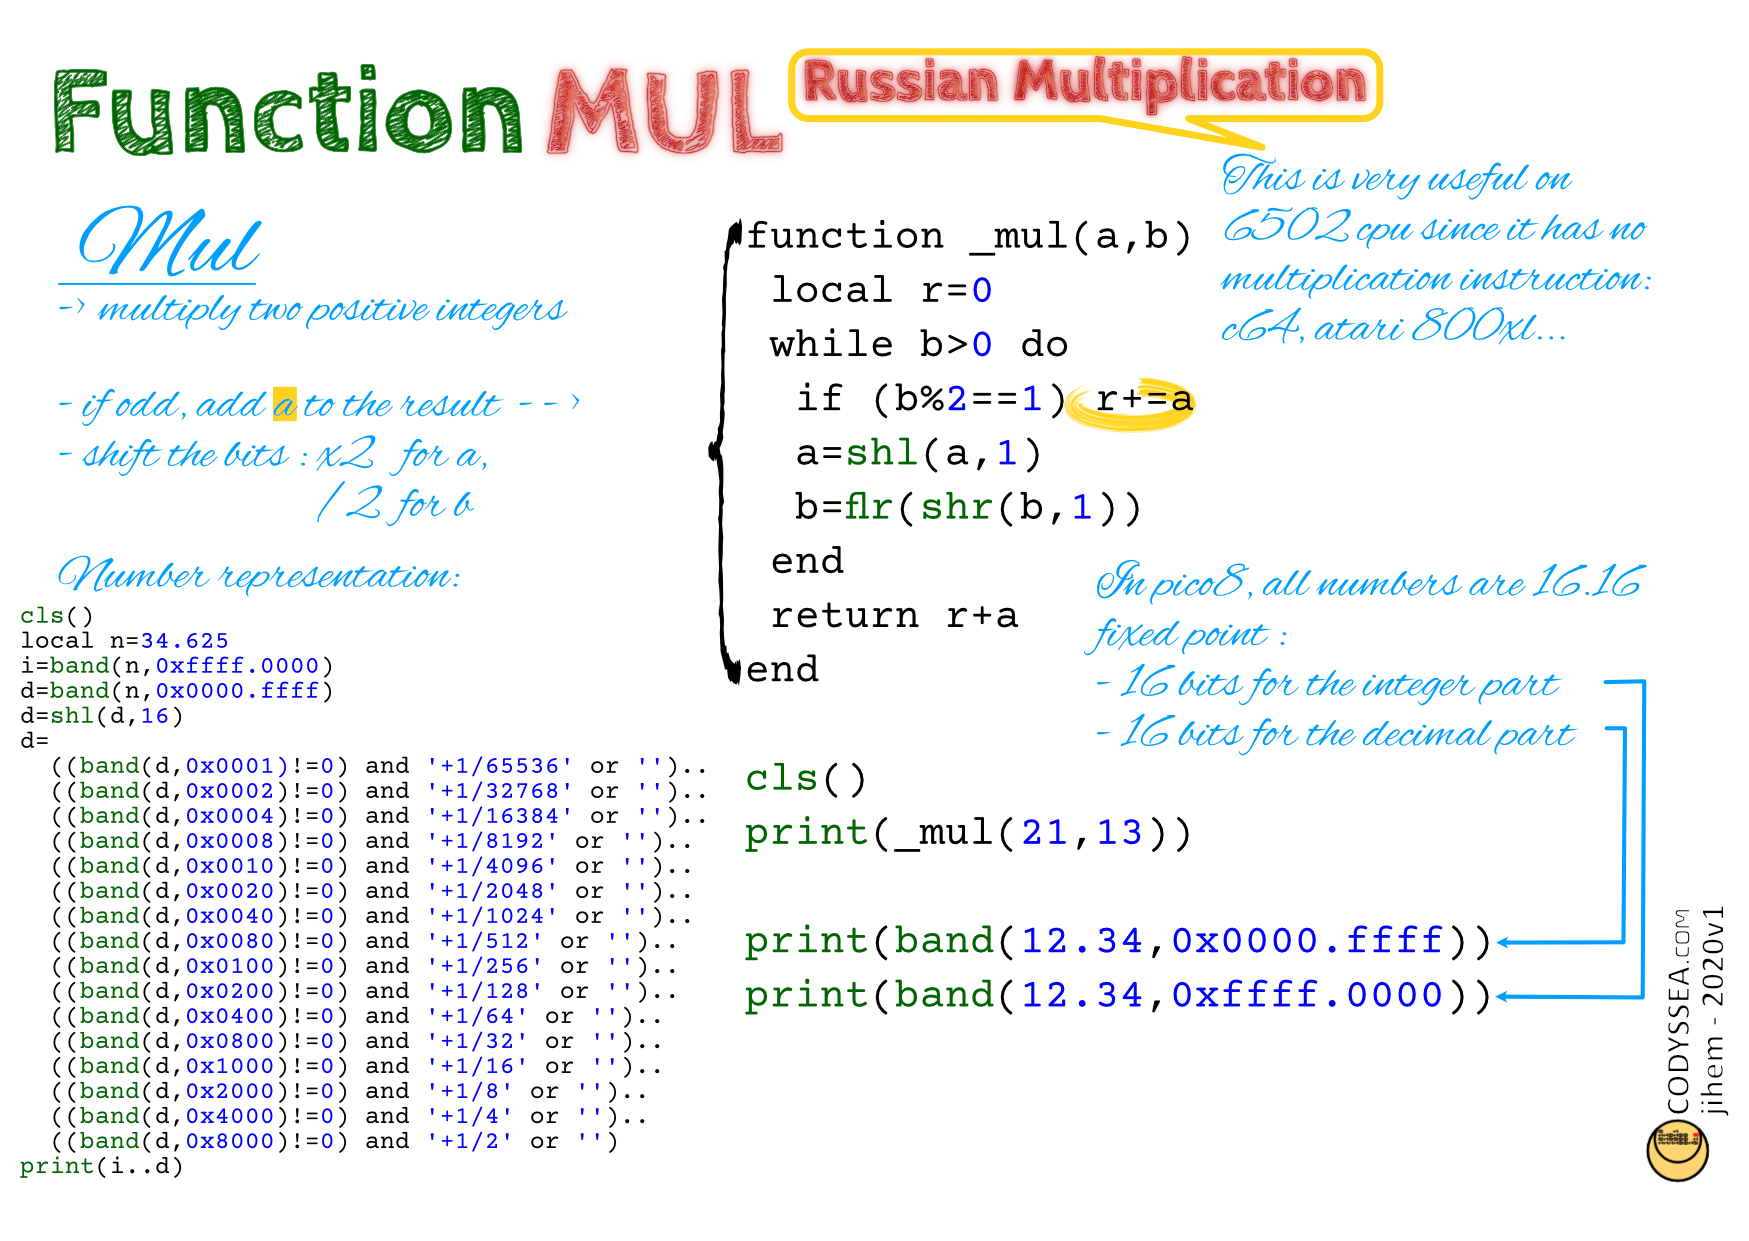 Function MUL
Russian Multiplication
This is very useful on
6502 cpu since it has no
multiplication instruction:
c64, atari 800xl...
Mul
-> multiply two positive integers
- if odd, add a to the result - - >
- shift the bits : x2 for a,
/ 2 for b
function _mul(a,b)
local r=0
while b>0 do
if (b%2==1) r+=a
a=shl(a,1)
b=flr(shr(b,1))
end
return r+a
end
Number representation:
cls()
local n=34.625
i=band(n,0xffff.0000)
d=band(n,0x0000.ffff)
d=shl(d,16)
d=
((band(d,0x0001)!=0) and '+1/65536' or '')..
((band(d,0x0002)!=0) and '+1/32768' or '')..
((band(d,0x0004)!=0) and '+1/16384' or '')..
((band(d,0x0008)!=0) and '+1/8192' or '')..
((band(d,0x0010)!=0) and '+1/4096' or '')..
((band(d,0x0020)!=0) and '+1/2048' or '')..
((band(d,0x0040)!=0) and '+1/1024' or '')..
((band(d,0x0080)!=0) and '+1/512' or '')..
((band(d,0x0100)!=0) and '+1/256' or '')..
((band(d,0x0200)!=0) and '+1/128' or '')..
((band(d,0x0400)!=0) and '+1/64' or '')..
((band(d,0x0800)!=0) and '+1/32' or '')..
((band(d,0x1000)!=0) and '+1/16' or '')..
((band(d,0x2000)!=0) and '+1/8' or '')..
((band(d,0x4000)!=0) and '+1/4' or '')..
((band(d,0x8000)!=0) and '+1/2' or '')
print(i..d)
In pico8, all numbers are 16.16
fixed point :
- 16 bits for the integer part
- 16 bits for the decimal part
cls()
print(_mul(21,13))
print(band(12.34,0x0000.ffff))
print(band(12.34,0xffff.0000))
CODYSSEA.COM
jihem - 2020v1